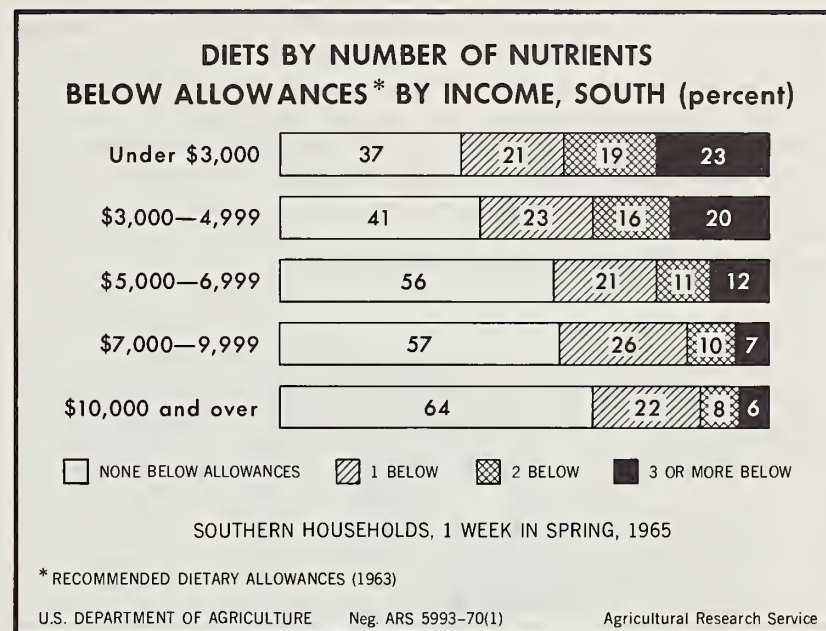 DIETS BY NUMBER OF NUTRIENTS
BELOW ALLOWANCES* BY INCOME, SOUTH (percent)
Under $3,000 37 21 19 23
$3,000—4,999 41 23 16 20
$5,000—6,999 56 21 11 12
$7,000—9,999 57 26 10 7
$10,000 and over 64 22 8 6
NONE BELOW ALLOWANCES 1 BELOW 2 BELOW 3 OR MORE BELOW
SOUTHERN HOUSEHOLDS, 1 WEEK IN SPRING, 1965
* RECOMMENDED DIETARY ALLOWANCES (1963)
U.S. DEPARTMENT OF AGRICULTURE Neg. ARS 5993-70(1) Agricultural Research Service